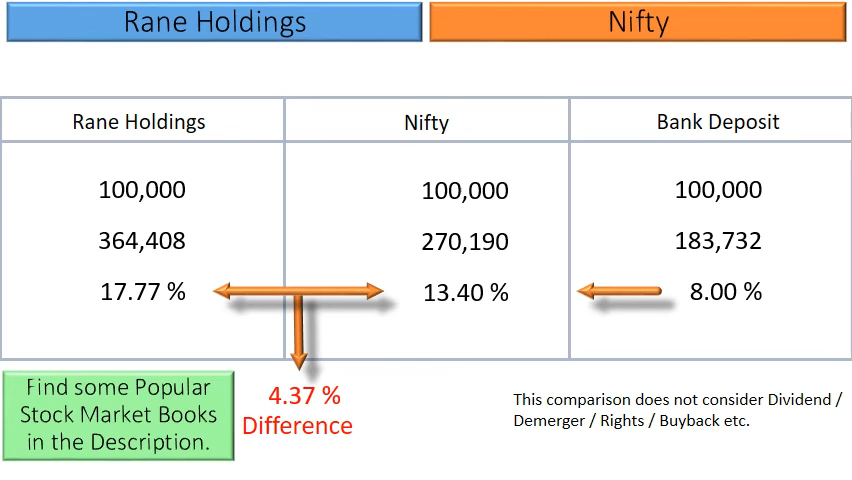 Rane Holdings
Nifty
Rane Holdings
Nifty
Bank Deposit
100,000
100,000
100,000
364,408
270,190
183,732
17.77 %
13.40 %
8.00 %
Find some Popular
Stock Market Books
in the Description.
4.37 %
Difference
This comparison does not consider Dividend /
Demerger / Rights / Buyback etc.